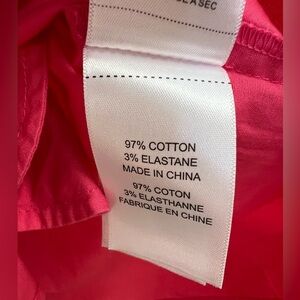 97% COTTON
3% ELASTANE
MADE IN CHINA
97% COTON
3% ELASTHANNE
FABRIQUE EN CHINE